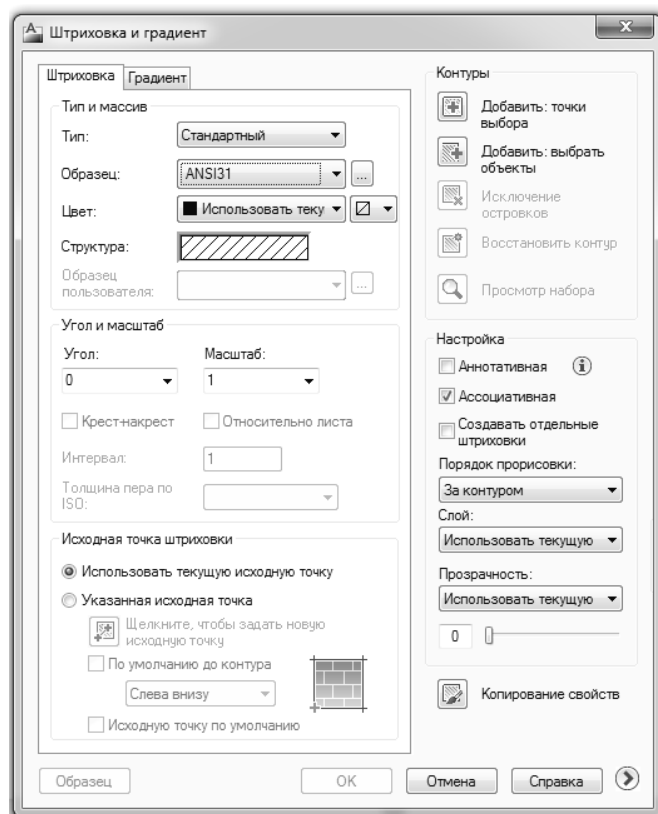 Штриховка и градиент
Штриховка
Градиент
Тип и массив
Тип:
Стандартный
Образец:
ANSI31
...
Цвет:
Использовать теку
Структура:
Образец
пользователя:
...
Угол и масштаб
Угол:
Масштаб:
0
1
Крест-накрест
Относительно листа
Интервал:
1
Толщина пера по
ISO:
Исходная точка штриховки
Использовать текущую исходную точку
Указанная исходная точка
Щелкните, чтобы задать новую
исходную точку
По умолчанию до контура
Слева внизу
Исходную точку по умолчанию
Контуры
Добавить: точки
выбора
Добавить: выбрать
объекты
Исключение
островков
Восстановить контур
Просмотр набора
Настройка
Аннотативная
Ассоциативная
Создавать отдельные
штриховки
Порядок прорисовки:
За контуром
Слой:
Использовать текущую
Прозрачность:
Использовать текущую
0
Копирование свойств
Образец
ОК
Отмена
Справка